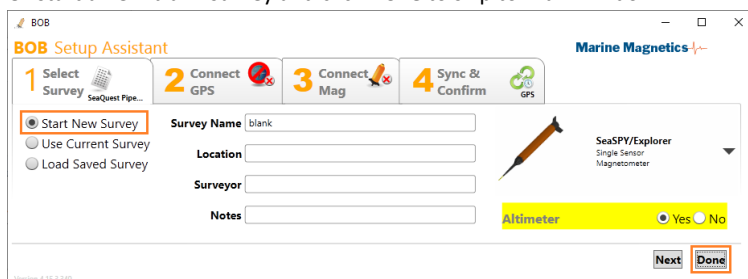 BOB
BOB Setup Assistant
Marine Magnetics
1 Select Survey
SeaQuest Pipe...
2 Connect GPS
3 Connect Mag
4 Sync & Confirm
GPS
Start New Survey
Use Current Survey
Load Saved Survey
Survey Name blank
Location
Surveyor
Notes
SeaSPY/Explorer
Single Sensor
Magnetometer
Altimeter Yes No
Next Done